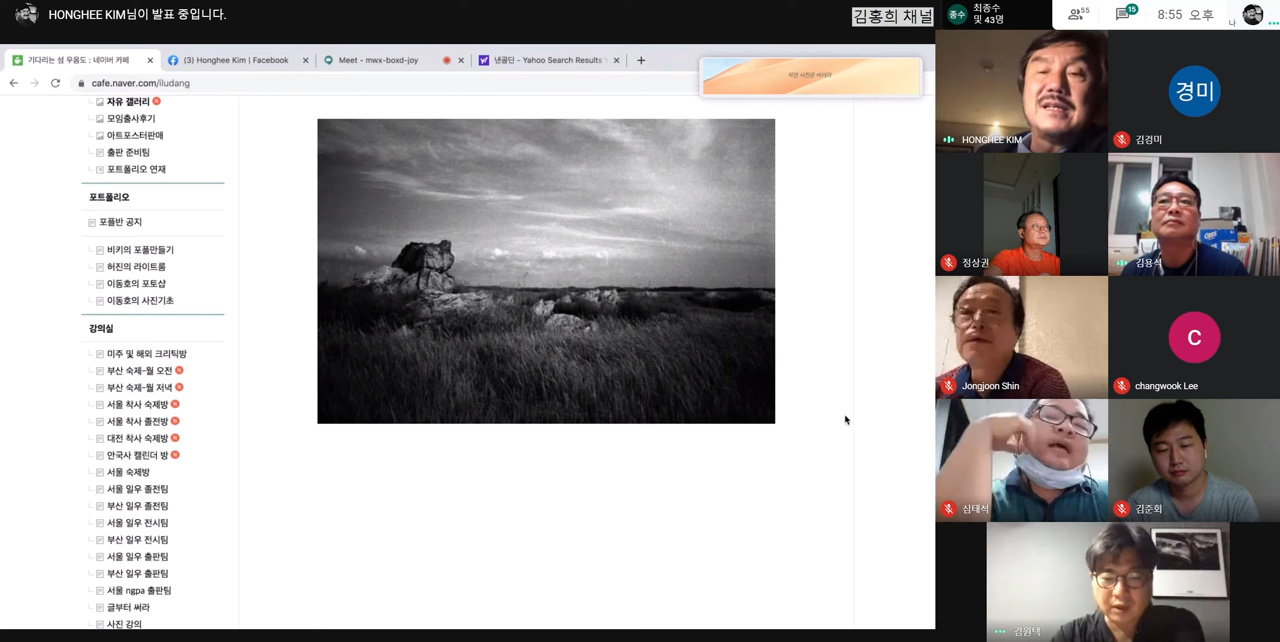 HONGHEE KIM님이 발표 중입니다.
김홍희 채널
종수
최종수
및 43명
55
15
8:55 오후
나
기다리는 섬 우음도 : 네이버 카페
(3) Honghee Kim | Facebook
Meet - mwx-boxd-joy
낸골딘 - Yahoo Search Results
cafe.naver.com/iludang
착한 사진은 버려라
자유 갤러리
모임출사후기
아트포스터판매
출판 준비팀
포트폴리오 연재
포트폴리오
포폴반 공지
비키의 포폴만들기
허진의 라이트룸
이동호의 포토샵
이동호의 사진기초
강의실
미주 및 해외 크리틱방
부산 숙제-월 오전
부산 숙제-월 저녁
서울 착사 숙제방
서울 착사 졸전방
대전 착사 숙제방
안국사 캘린더 방
서울 숙제방
서울 일우 졸전팀
부산 일우 졸전팀
서울 일우 전시팀
부산 일우 전시팀
서울 일우 출판팀
부산 일우 출판팀
서울 ngpa 출판팀
글부터 써라
사진 강의
HONGHEE KIM
경미
김경미
정상권
김용석
Jongjoon Shin
C
changwook Lee
심태석
김준회
김원택